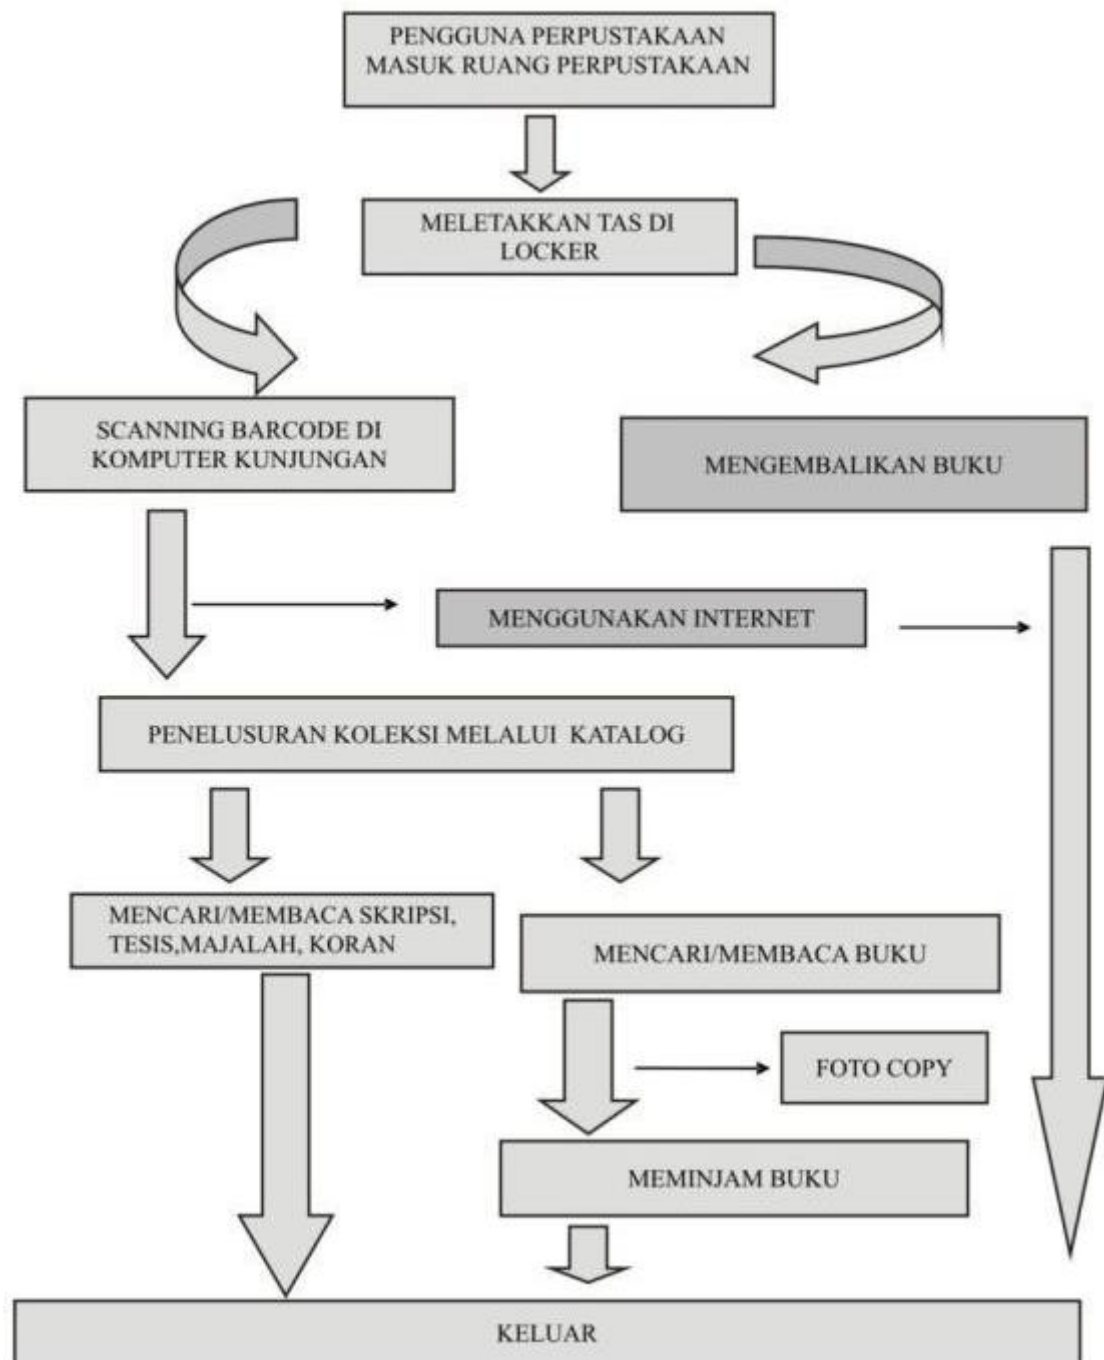 PENGGUNA PERPUSTAKAAN
MASUK RUANG PERPUSTAKAAN
MELETAKKAN TAS DI
LOCKER
SCANNING BARCODE DI
KOMPUTER KUNJUNGAN
MENGEMBALIKAN BUKU
MENGGUNAKAN INTERNET
PENELUSURAN KOLEKSI MELALUI KATALOG
MENCARI/MEMBACA SKRIPSI,
TESIS,MAJALAH, KORAN
MENCARI/MEMBACA BUKU
FOTO COPY
MEMINJAM BUKU
KELUAR